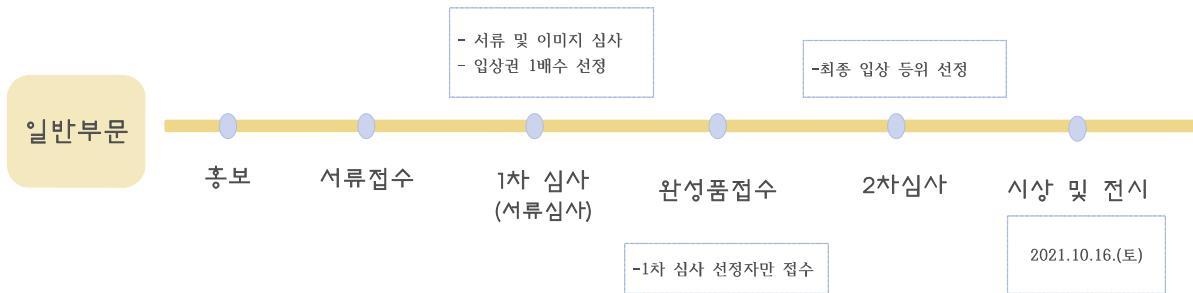 - 서류 및 이미지 심사
- 입상권 1배수 선정
-최종 입상 등위 선정
일반부문
홍보
서류접수
1차 심사
(서류심사)
완성품접수
2차심사
시상 및 전시
-1차 심사 선정자만 접수
2021.10.16.(토)